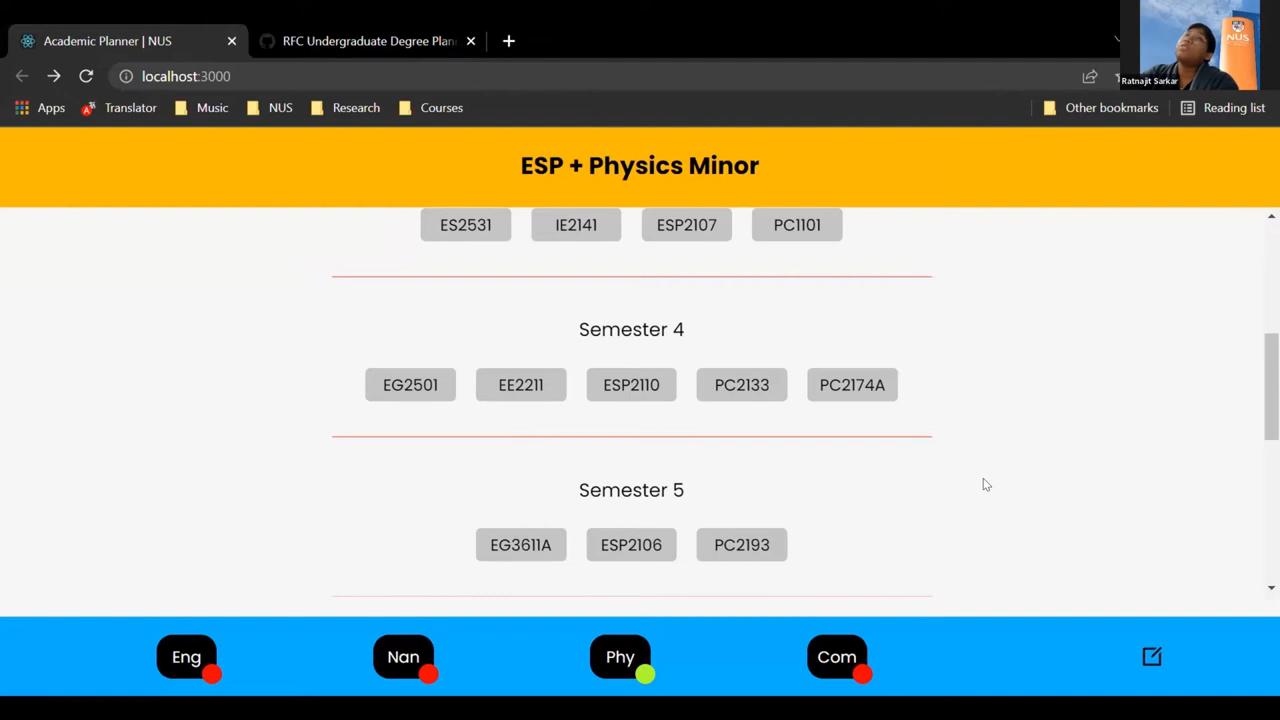 Academic Planner | NUS
RFC Undergraduate Degree Plan
localhost:3000
Apps Translator Music NUS Research Courses Other bookmarks Reading list
NUS
Ratnajit Sarkar
ESP + Physics Minor
ES2531 IE2141 ESP2107 PC1101
Semester 4
EG2501 EE2211 ESP2110 PC2133 PC2174A
Semester 5
EG3611A ESP2106 PC2193
Eng Nan Phy Com